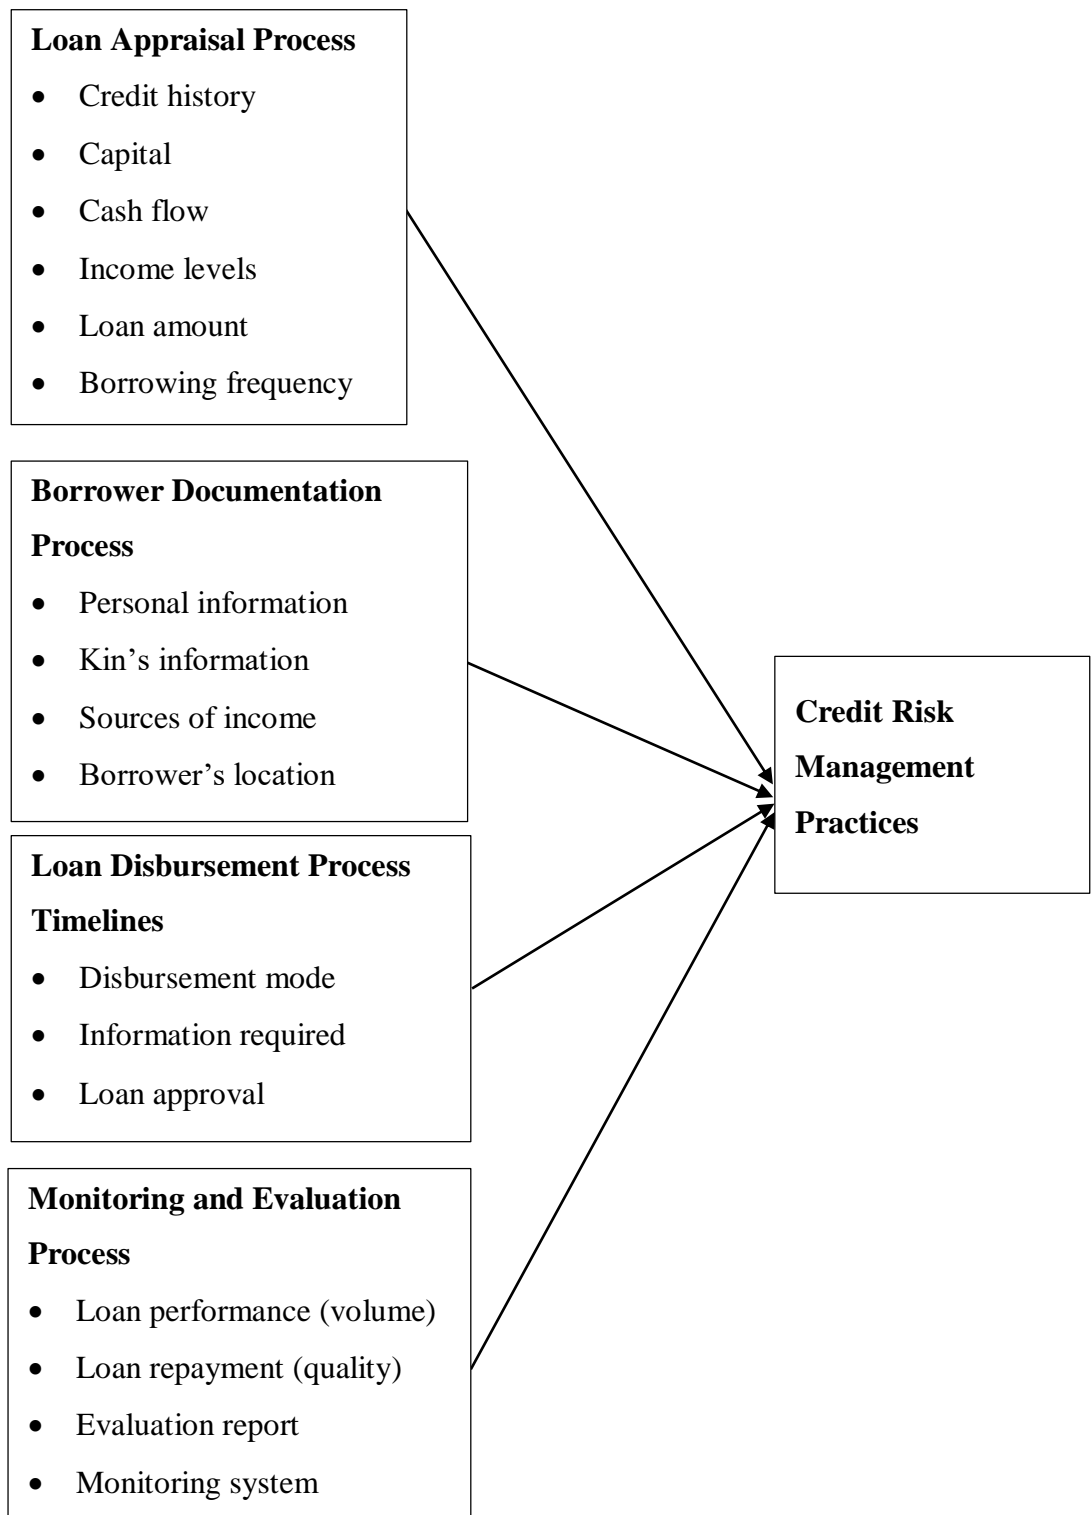 Loan Appraisal Process
• Credit history
• Capital
• Cash flow
• Income levels
• Loan amount
• Borrowing frequency
Borrower Documentation
Process
• Personal information
• Kin’s information
• Sources of income
• Borrower’s location
Loan Disbursement Process
Timelines
• Disbursement mode
• Information required
• Loan approval
Monitoring and Evaluation
Process
• Loan performance (volume)
• Loan repayment (quality)
• Evaluation report
• Monitoring system
Credit Risk
Management
Practices